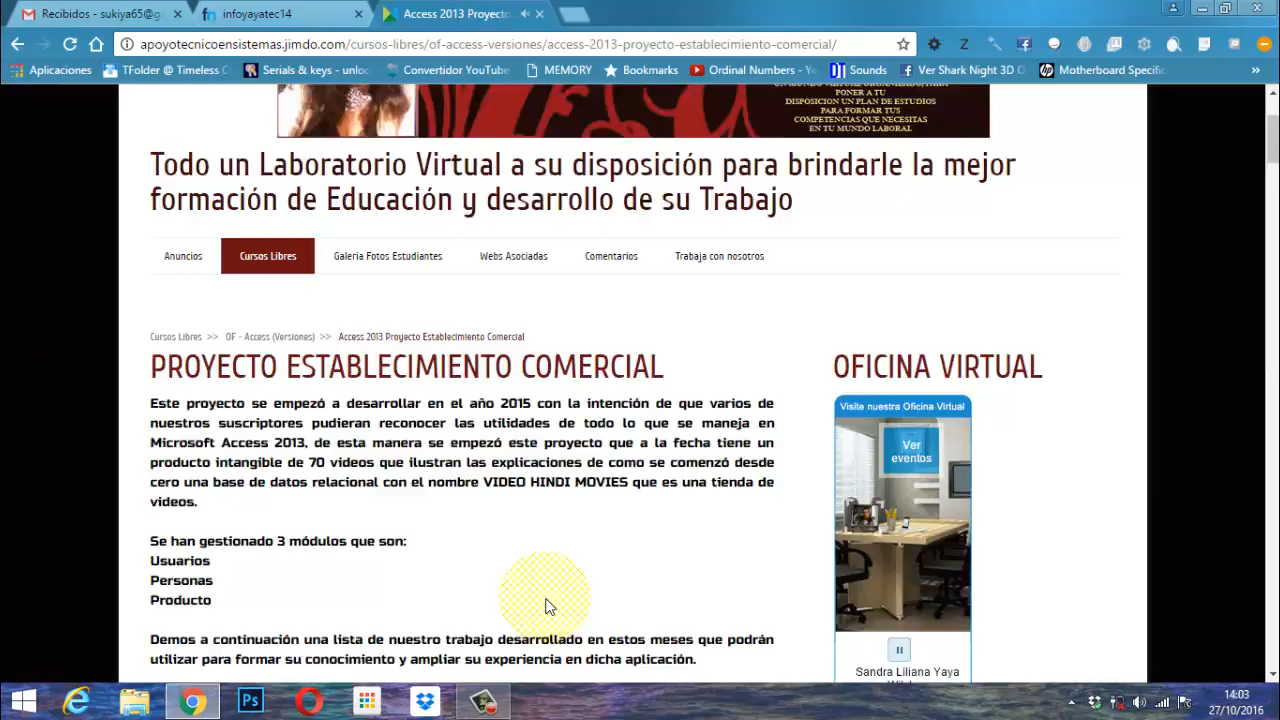 Recibidos - sukiya65@g
infoyayatec14
Access 2013 Proyecto
apoyotecnicoensistemas.jimdo.com/cursos-libres/of-access-versiones/access-2013-proyecto-establecimiento-comercial/
Aplicaciones TFolder @ Timeless C Serials & keys - unloc Convertidor YouTube MEMORY Bookmarks Ordinal Numbers - Yo Sounds Ver Shark Night 3D O Motherboard Specific
PONER A TU
DISPOSICION UN PLAN DE ESTUDIOS
PARA FORMAR TUS
COMPETENCIAS QUE NECESITAS
EN TU MUNDO LABORAL
Todo un Laboratorio Virtual a su disposición para brindarle la mejor
formación de Educación y desarrollo de su Trabajo
Anuncios Cursos Libres Galeria Fotos Estudiantes Webs Asociadas Comentarios Trabaja con nosotros
Cursos Libres >> OF - Access (Versiones) >> Access 2013 Proyecto Establecimiento Comercial
PROYECTO ESTABLECIMIENTO COMERCIAL
Este proyecto se empezó a desarrollar en el año 2015 con la intención de que varios de
nuestros suscriptores pudieran reconocer las utilidades de todo lo que se maneja en
Microsoft Access 2013, de esta manera se empezó este proyecto que a la fecha tiene un
producto intangible de 70 videos que ilustran las explicaciones de como se comenzó desde
cero una base de datos relacional con el nombre VIDEO HINDI MOVIES que es una tienda de
videos.
Se han gestionado 3 módulos que son:
Usuarios
Personas
Producto
Demos a continuación una lista de nuestro trabajo desarrollado en estos meses que podrán
utilizar para formar su conocimiento y ampliar su experiencia en dicha aplicación.
OFICINA VIRTUAL
Visite nuestra Oficina Virtual
Ver
eventos
Sandra Liliana Yaya
14:03
27/10/2016